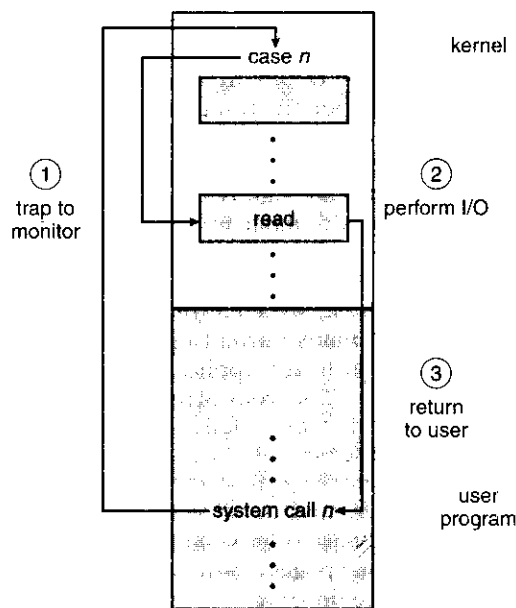 case n
kernel
1
trap to
monitor
2
perform I/O
read
3
return
to user
system call n
user
program